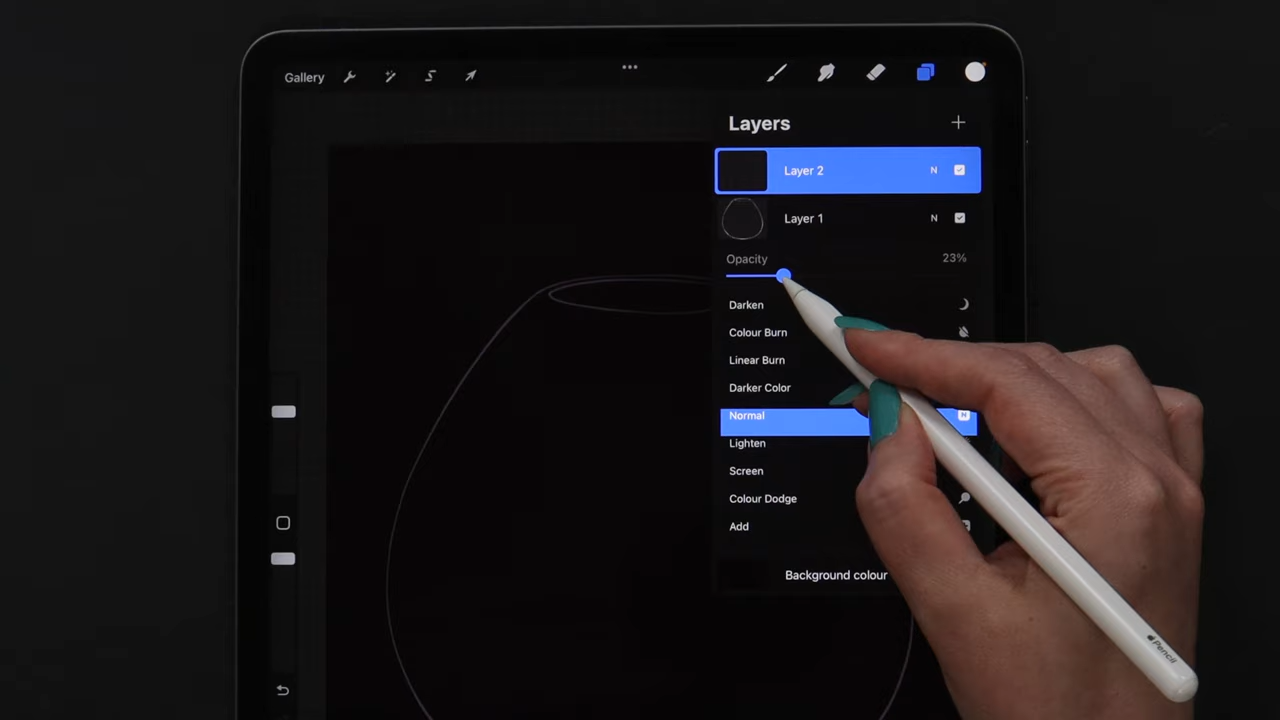 Gallery
Layers
Layer 2 N
Layer 1 N
Opacity 23%
Darken
Colour Burn
Linear Burn
Darker Color
Normal N
Lighten
Screen
Colour Dodge
Add
Background colour
Pencil